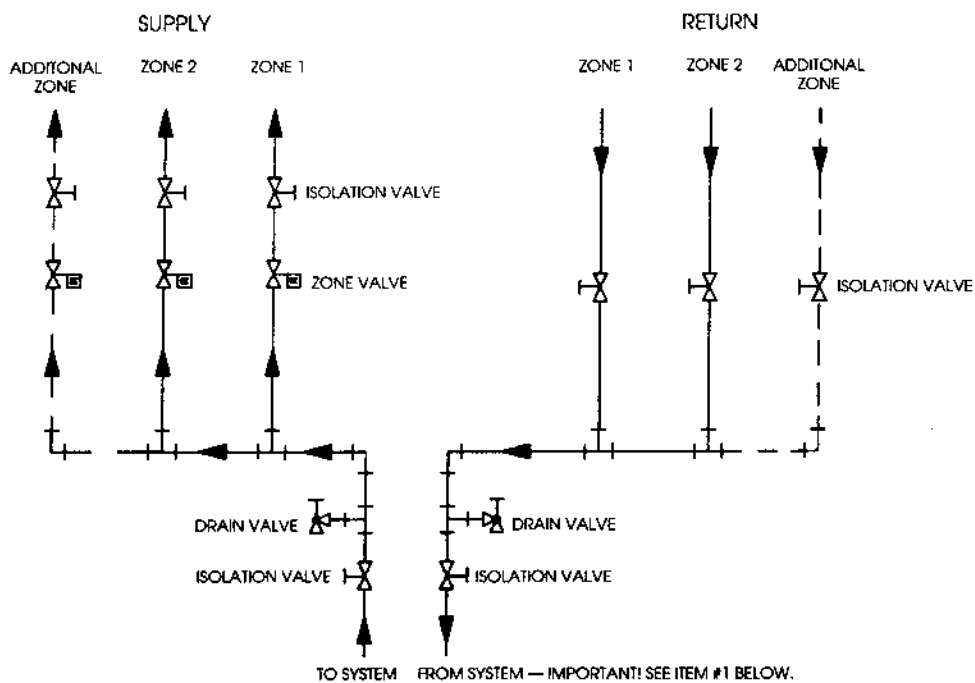 SUPPLY
RETURN
ADDITONAL
ZONE
ZONE 2
ZONE 1
ZONE 1
ZONE 2
ADDITONAL
ZONE
ISOLATION VALVE
ZONE VALVE
ISOLATION VALVE
DRAIN VALVE
DRAIN VALVE
ISOLATION VALVE
ISOLATION VALVE
TO SYSTEM
FROM SYSTEM — IMPORTANT! SEE ITEM #1 BELOW.